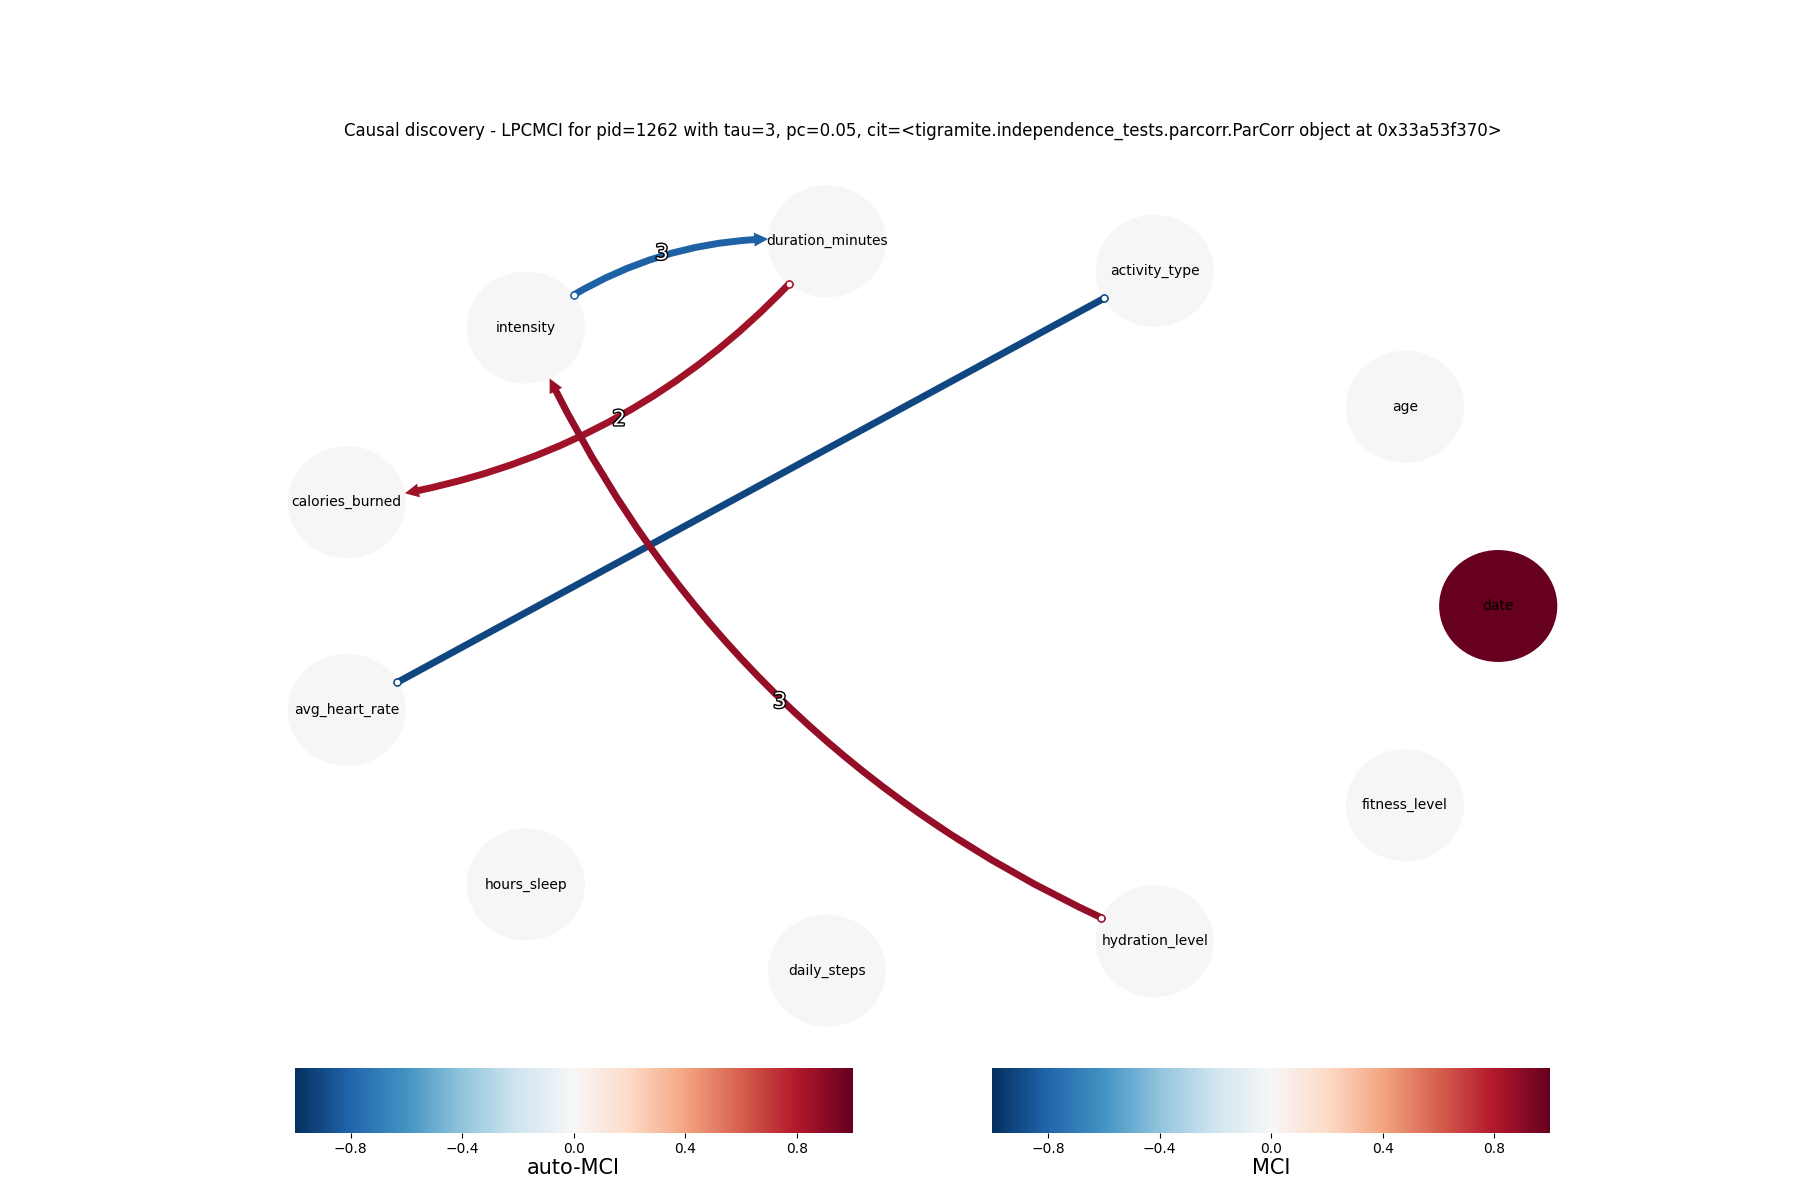 Causal discovery - LPCMCI for pid=1262 with tau=3, pc=0.05, cit=<tigramite.independence_tests.parcorr.ParCorr object at 0x33a53f370>
duration_minutes
3
activity_type
intensity
age
2
calories_burned
date
3
avg_heart_rate
fitness_level
hours_sleep
hydration_level
daily_steps
−0.8 −0.4 0.0 0.4 0.8
auto-MCI
−0.8 −0.4 0.0 0.4 0.8
MCI